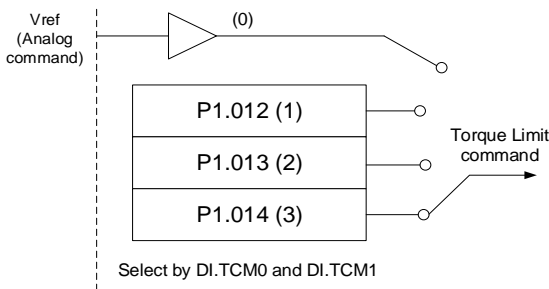 Vref
(Analog
command)
(0)
P1.012 (1)
P1.013 (2)
P1.014 (3)
Torque Limit
command
Select by DI.TCM0 and DI.TCM1